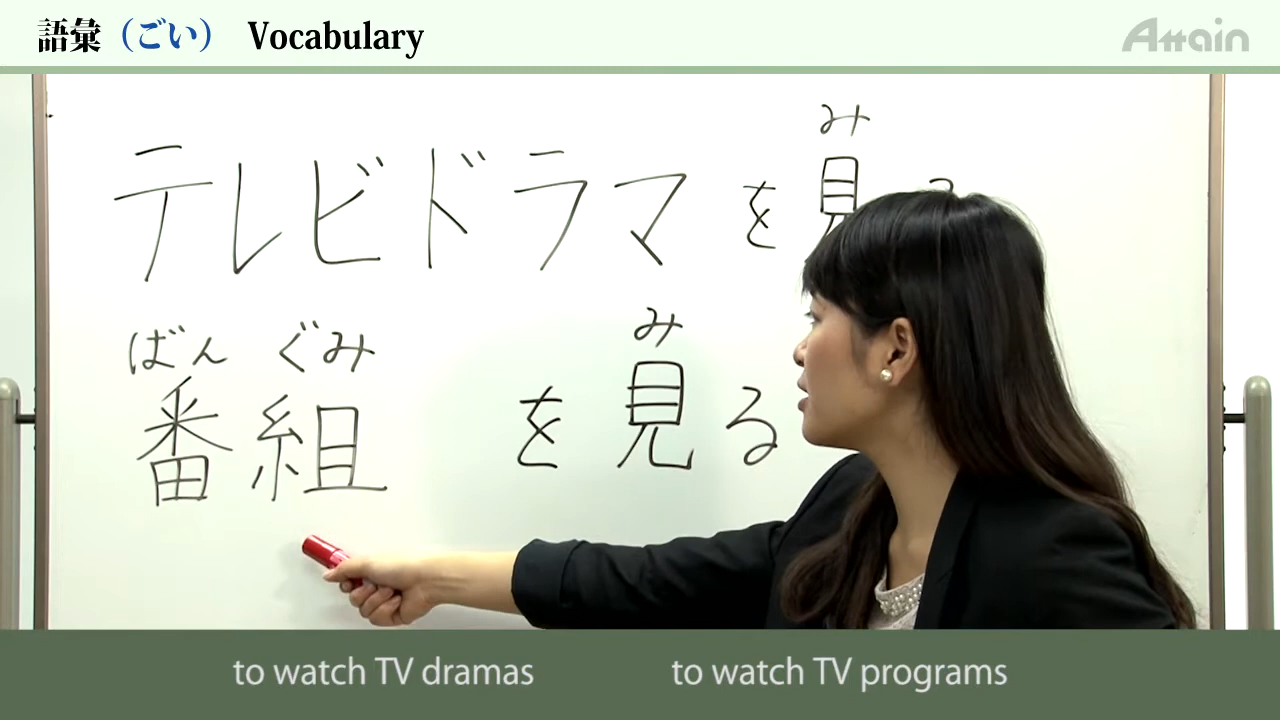 語彙（ごい） Vocabulary
Attain
み
テレビドラマを見
ばん ぐみ み
番組 を見る
to watch TV dramas to watch TV programs